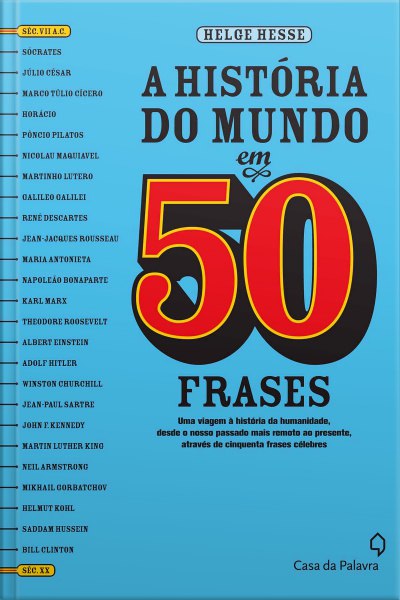 HELGE HESSE
A HISTÓRIA
DO MUNDO
em
50
FRASES
Uma viagem à história da humanidade,
desde o nosso passado mais remoto ao presente,
através de cinquenta frases célebres
SÉC. VII A.C.
SÓCRATES
JÚLIO CÉSAR
MARCO TÚLIO CÍCERO
HORÁCIO
PÔNCIO PILATOS
NICOLAU MAQUIAVEL
MARTINHO LUTERO
GALILEO GALILEI
RENÉ DESCARTES
JEAN-JACQUES ROUSSEAU
MARIA ANTONIETA
NAPOLEÃO BONAPARTE
KARL MARX
THEODORE ROOSEVELT
ALBERT EINSTEIN
ADOLF HITLER
WINSTON CHURCHILL
JEAN-PAUL SARTRE
JOHN F. KENNEDY
MARTIN LUTHER KING
NEIL ARMSTRONG
MIKHAIL GORBATCHOV
HELMUT KOHL
SADDAM HUSSEIN
BILL CLINTON
SÉC. XX
Casa da Palavra